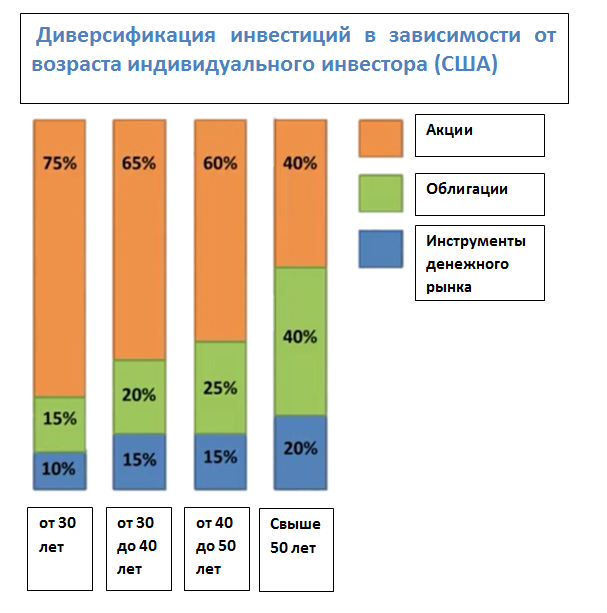 Диверсификация инвестиций в зависимости от
возраста индивидуального инвестора (США)
75%
65%
60%
40%
15%
20%
25%
40%
10%
15%
15%
20%
Акции
Облигации
Инструменты
денежного
рынка
от 30
лет
от 30
до 40
лет
от 40
до 50
лет
Свыше
50 лет